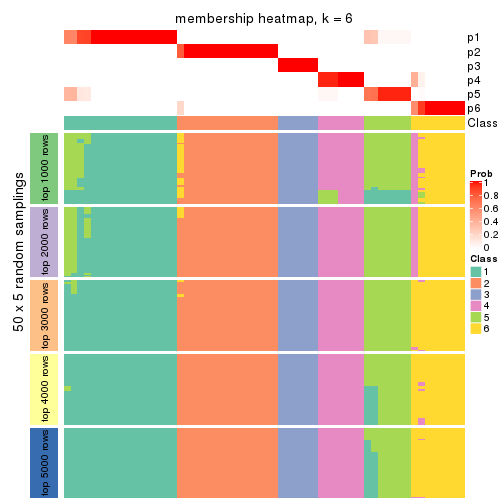 membership heatmap, k = 6
p1
p2
p3
p4
p5
p6
Class
50 x 5 random samplings
top 1000 rows
top 2000 rows
top 3000 rows
top 4000 rows
top 5000 rows
Prob
1
0.8
0.6
0.4
0.2
0
Class
1
2
3
4
5
6